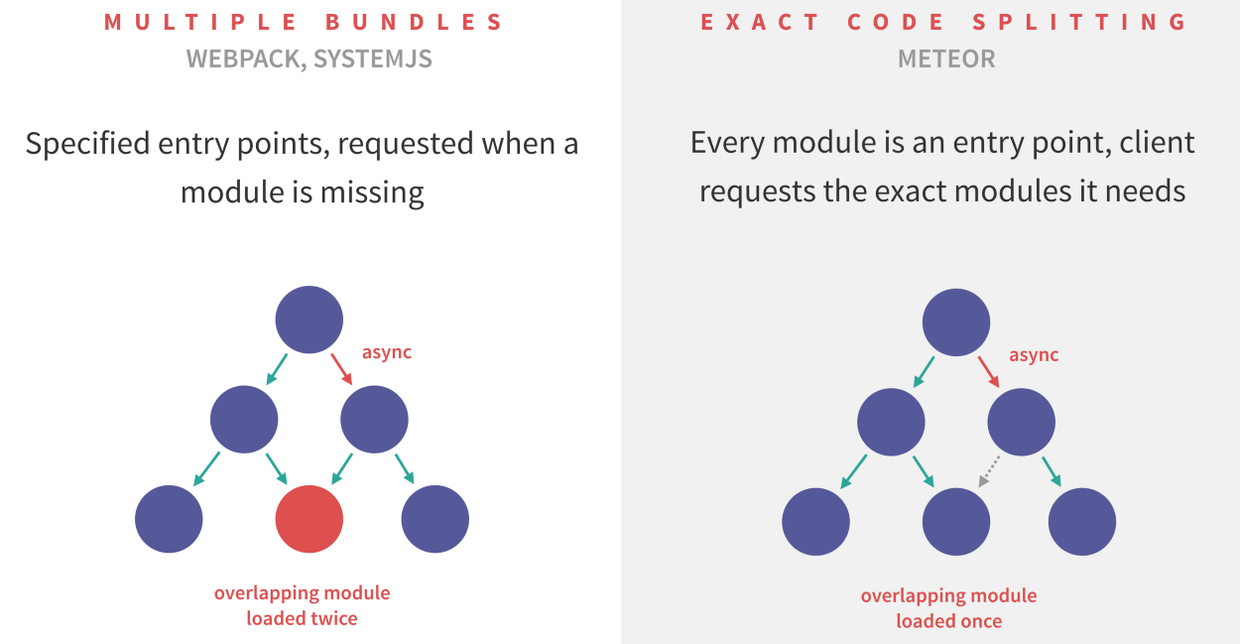 MULTIPLE BUNDLES
WEBPACK, SYSTEMJS
Specified entry points, requested when a
module is missing
async
overlapping module
loaded twice
EXACT CODE SPLITTING
METEOR
Every module is an entry point, client
requests the exact modules it needs
async
overlapping module
loaded once